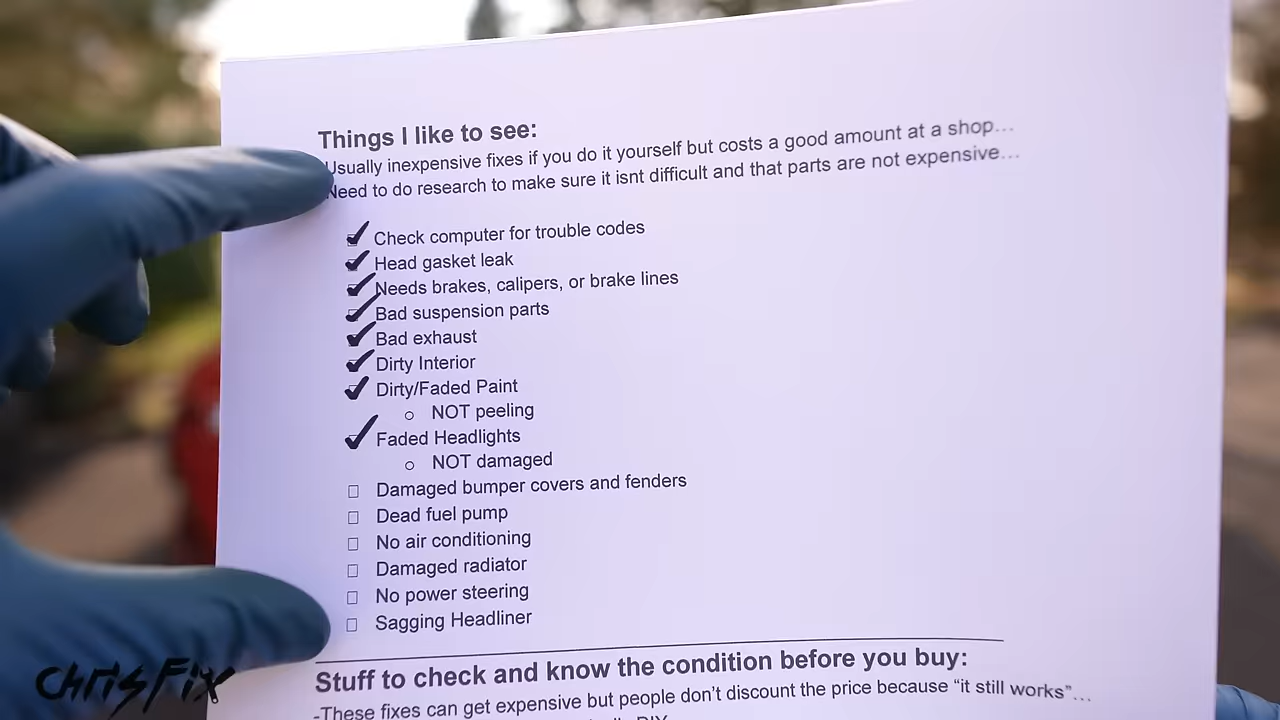 Things I like to see:
Usually inexpensive fixes if you do it yourself but costs a good amount at a shop…
Need to do research to make sure it isnt difficult and that parts are not expensive…
Check computer for trouble codes
Head gasket leak
Needs brakes, calipers, or brake lines
Bad suspension parts
Bad exhaust
Dirty Interior
Dirty/Faded Paint
NOT peeling
Faded Headlights
NOT damaged
Damaged bumper covers and fenders
Dead fuel pump
No air conditioning
Damaged radiator
No power steering
Sagging Headliner
Stuff to check and know the condition before you buy:
-These fixes can get expensive but people don’t discount the price because “it still works”…
DIY
ChrisFix